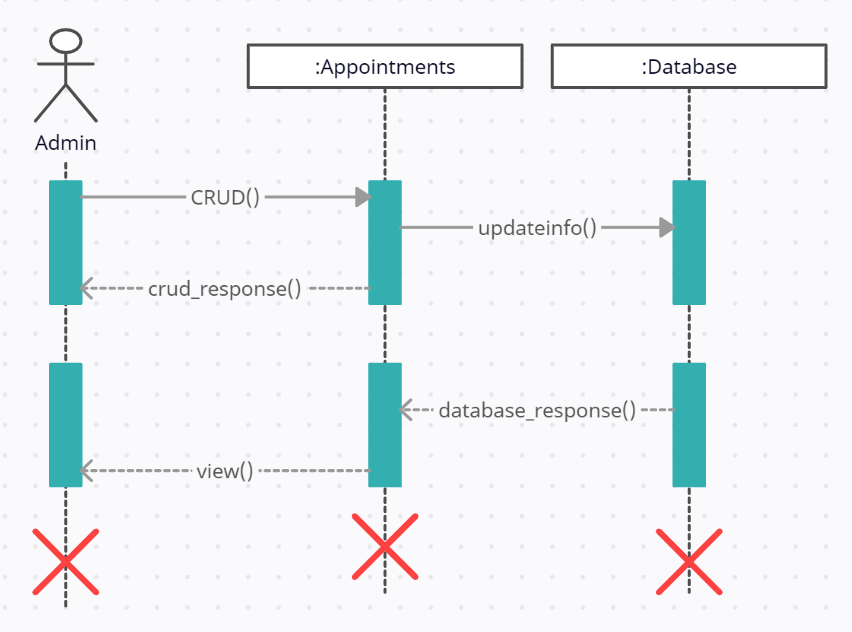 :Appointments
:Database
Admin
CRUD()
updateinfo()
crud_response()
database_response()
view()